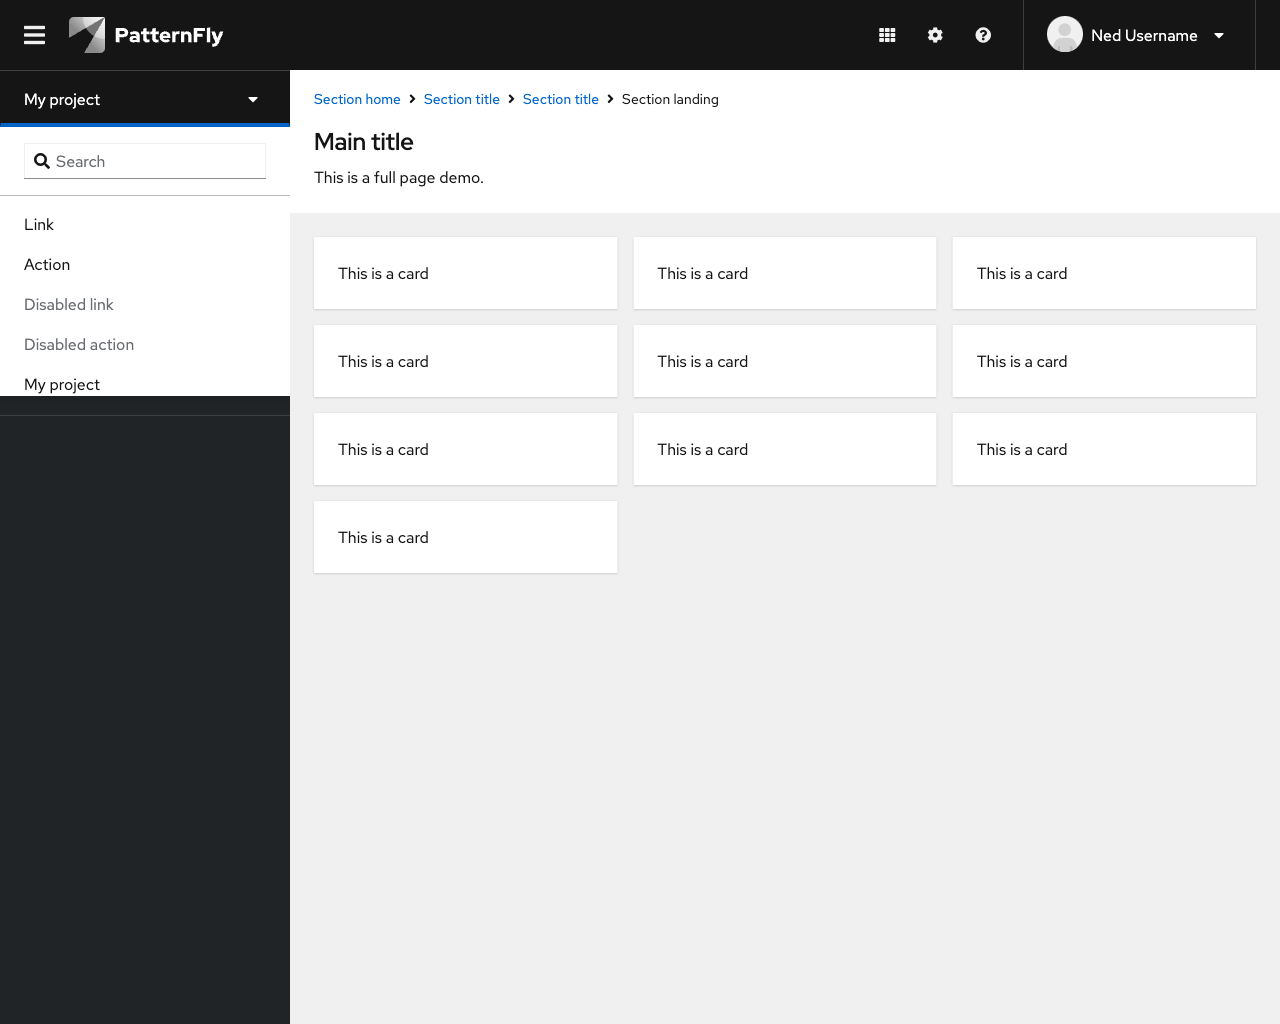 PatternFly
Ned Username
My project
Search
Link
Action
Disabled link
Disabled action
My project
Section home Section title Section title Section landing
Main title
This is a full page demo.
This is a card This is a card This is a card
This is a card This is a card This is a card
This is a card This is a card This is a card
This is a card